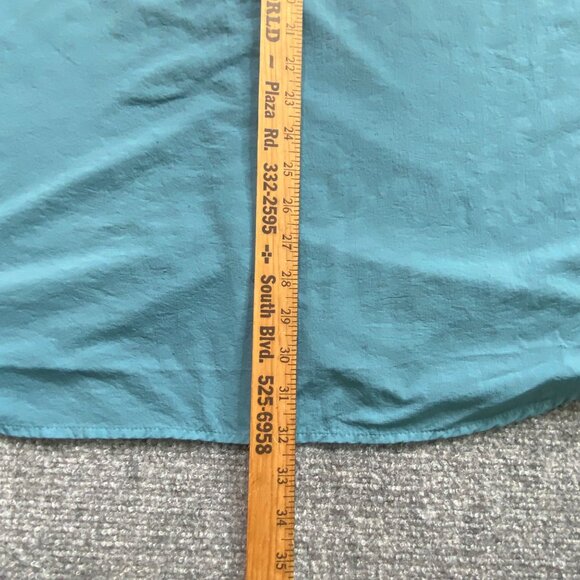 RLD – Plaza Rd. 332-2595 -:- South Blvd. 525-6958
21 22 23 24 25 26 27 28 29 30 31 32 33 34 35